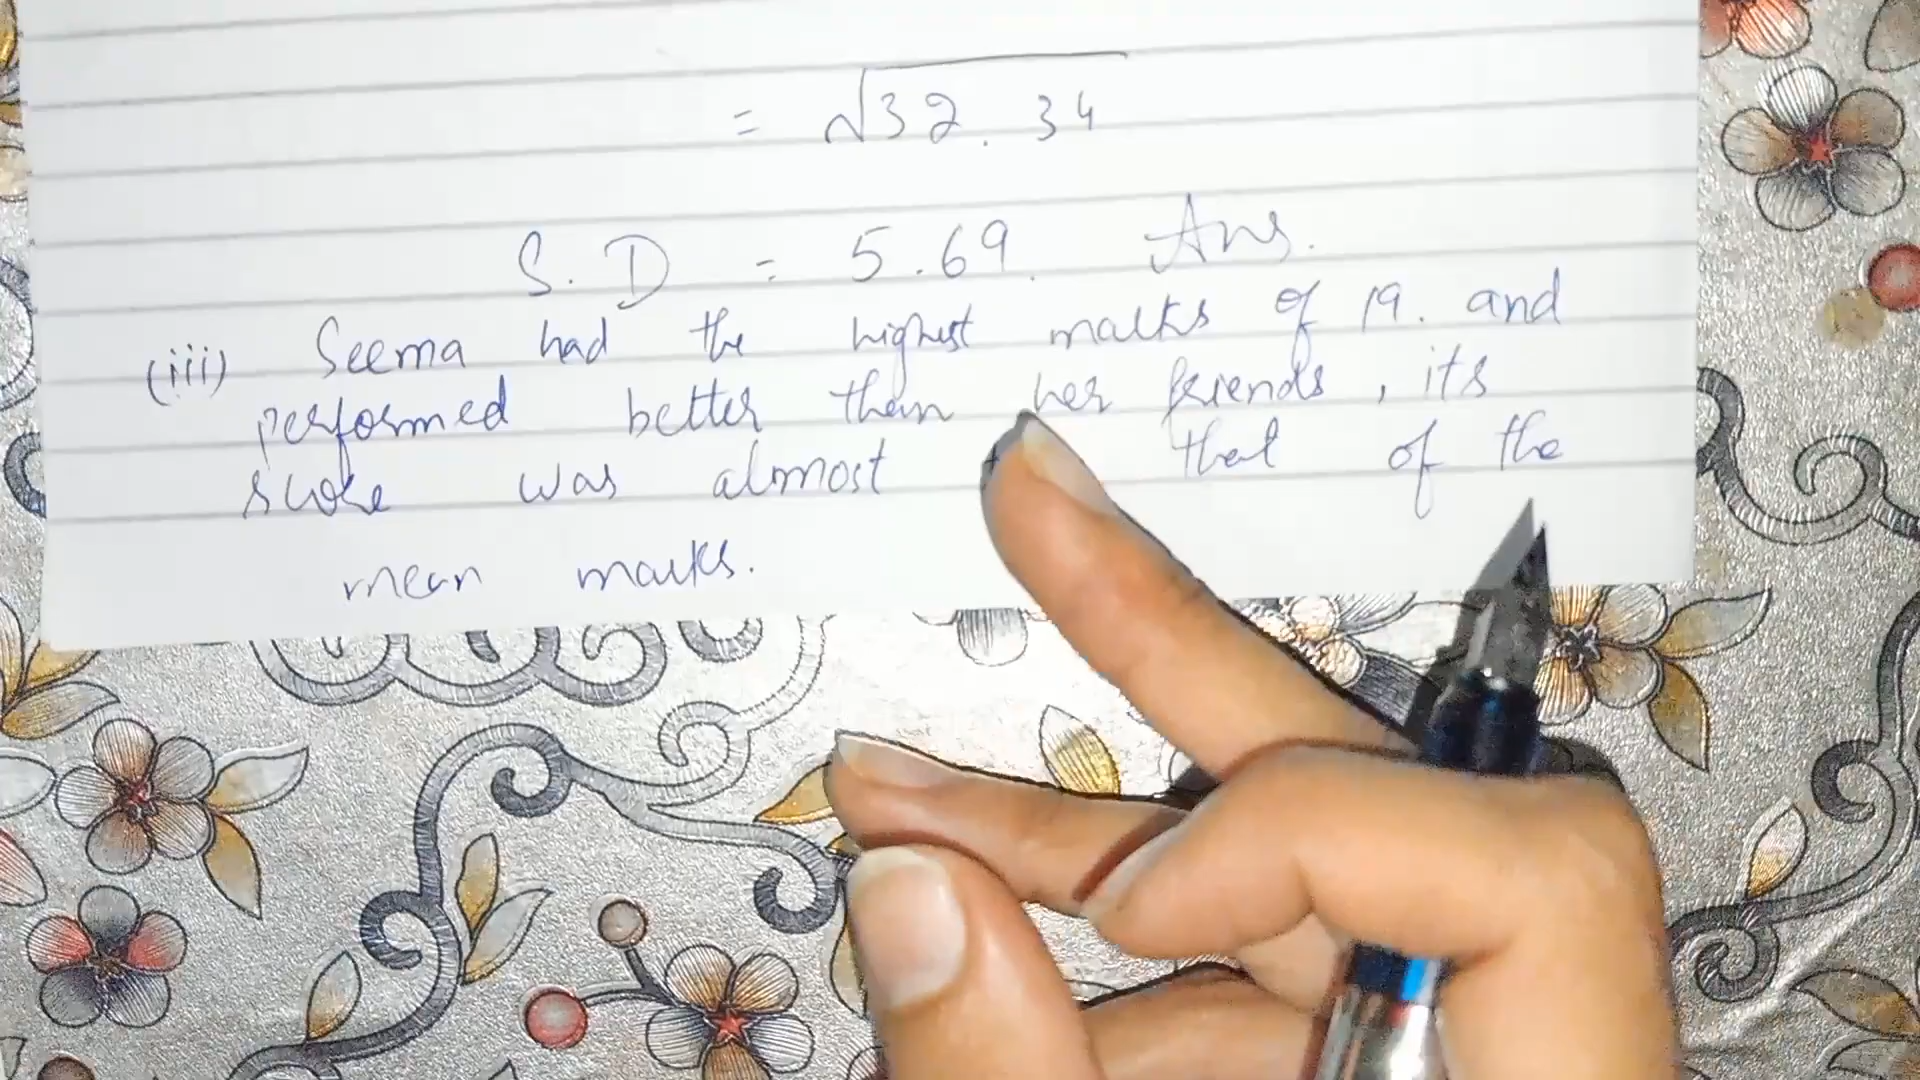 = √32.34
S.D = 5.69. Ans.
(iii) Seema had the highest marks of 19. and
performed better than her friends, its
score was almost that of the
mean marks.